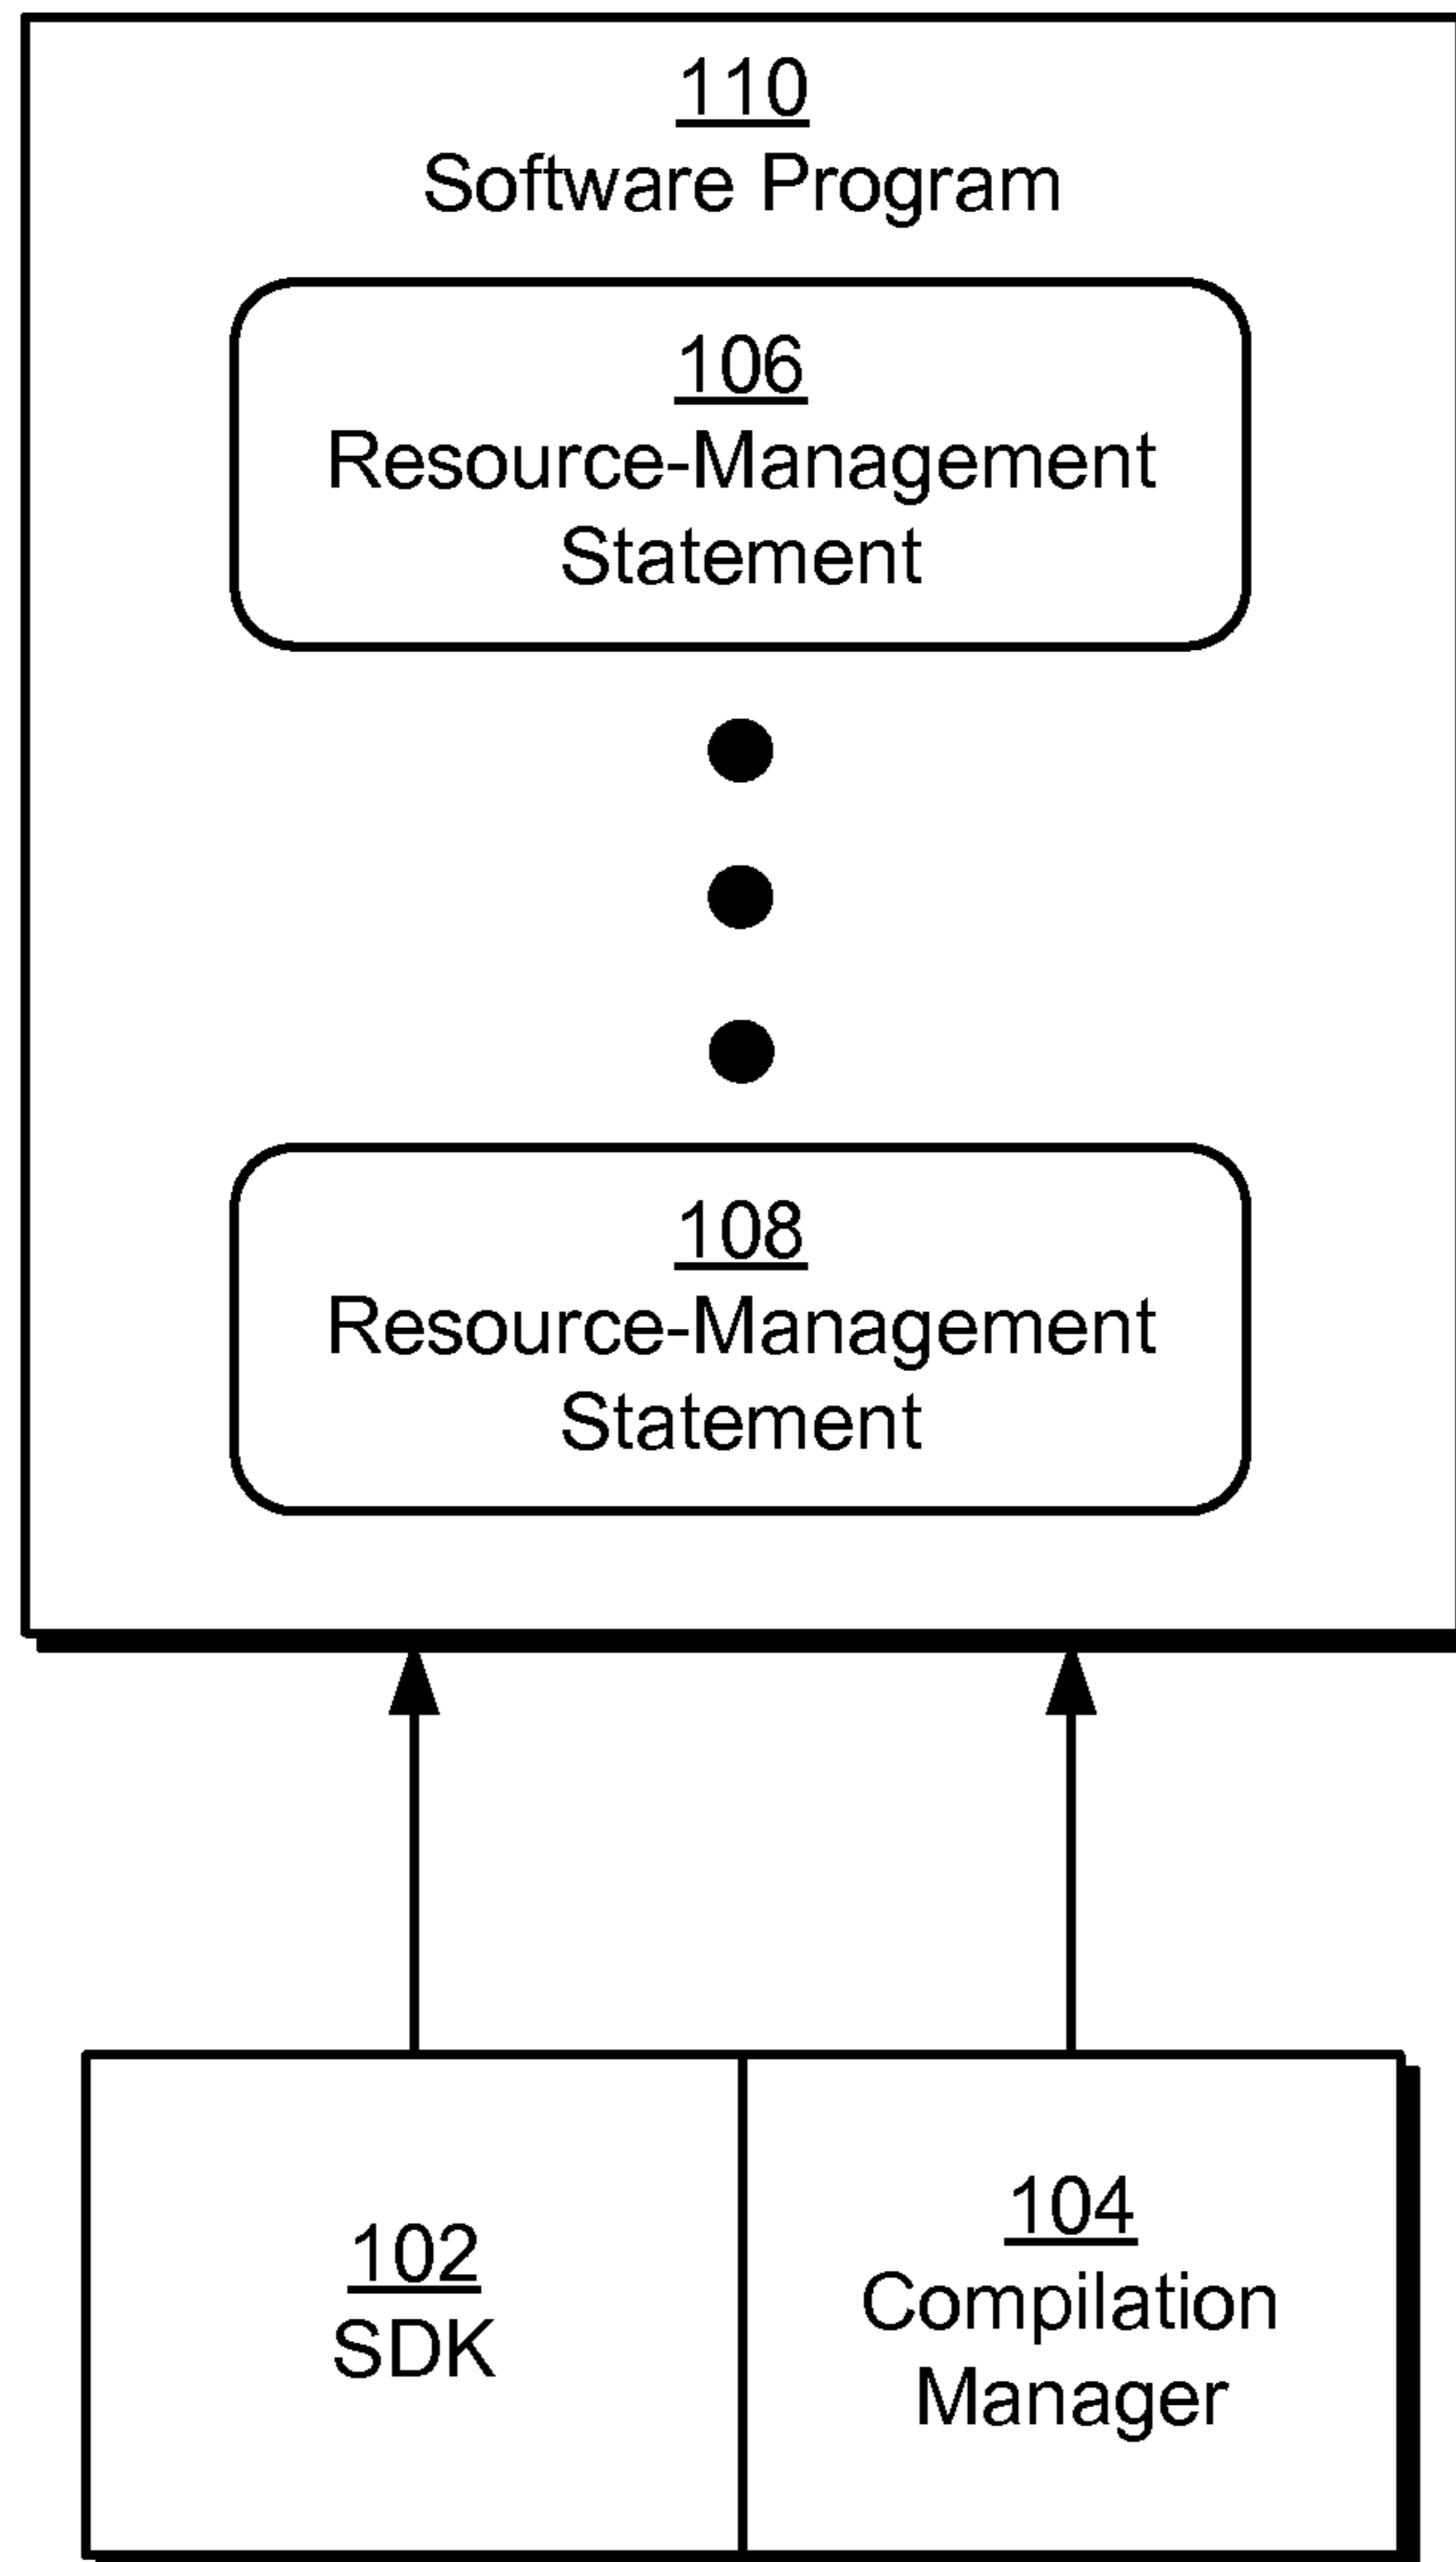 110
Software Program
106
Resource-Management
Statement
108
Resource-Management
Statement
102
SDK
104
Compilation
Manager